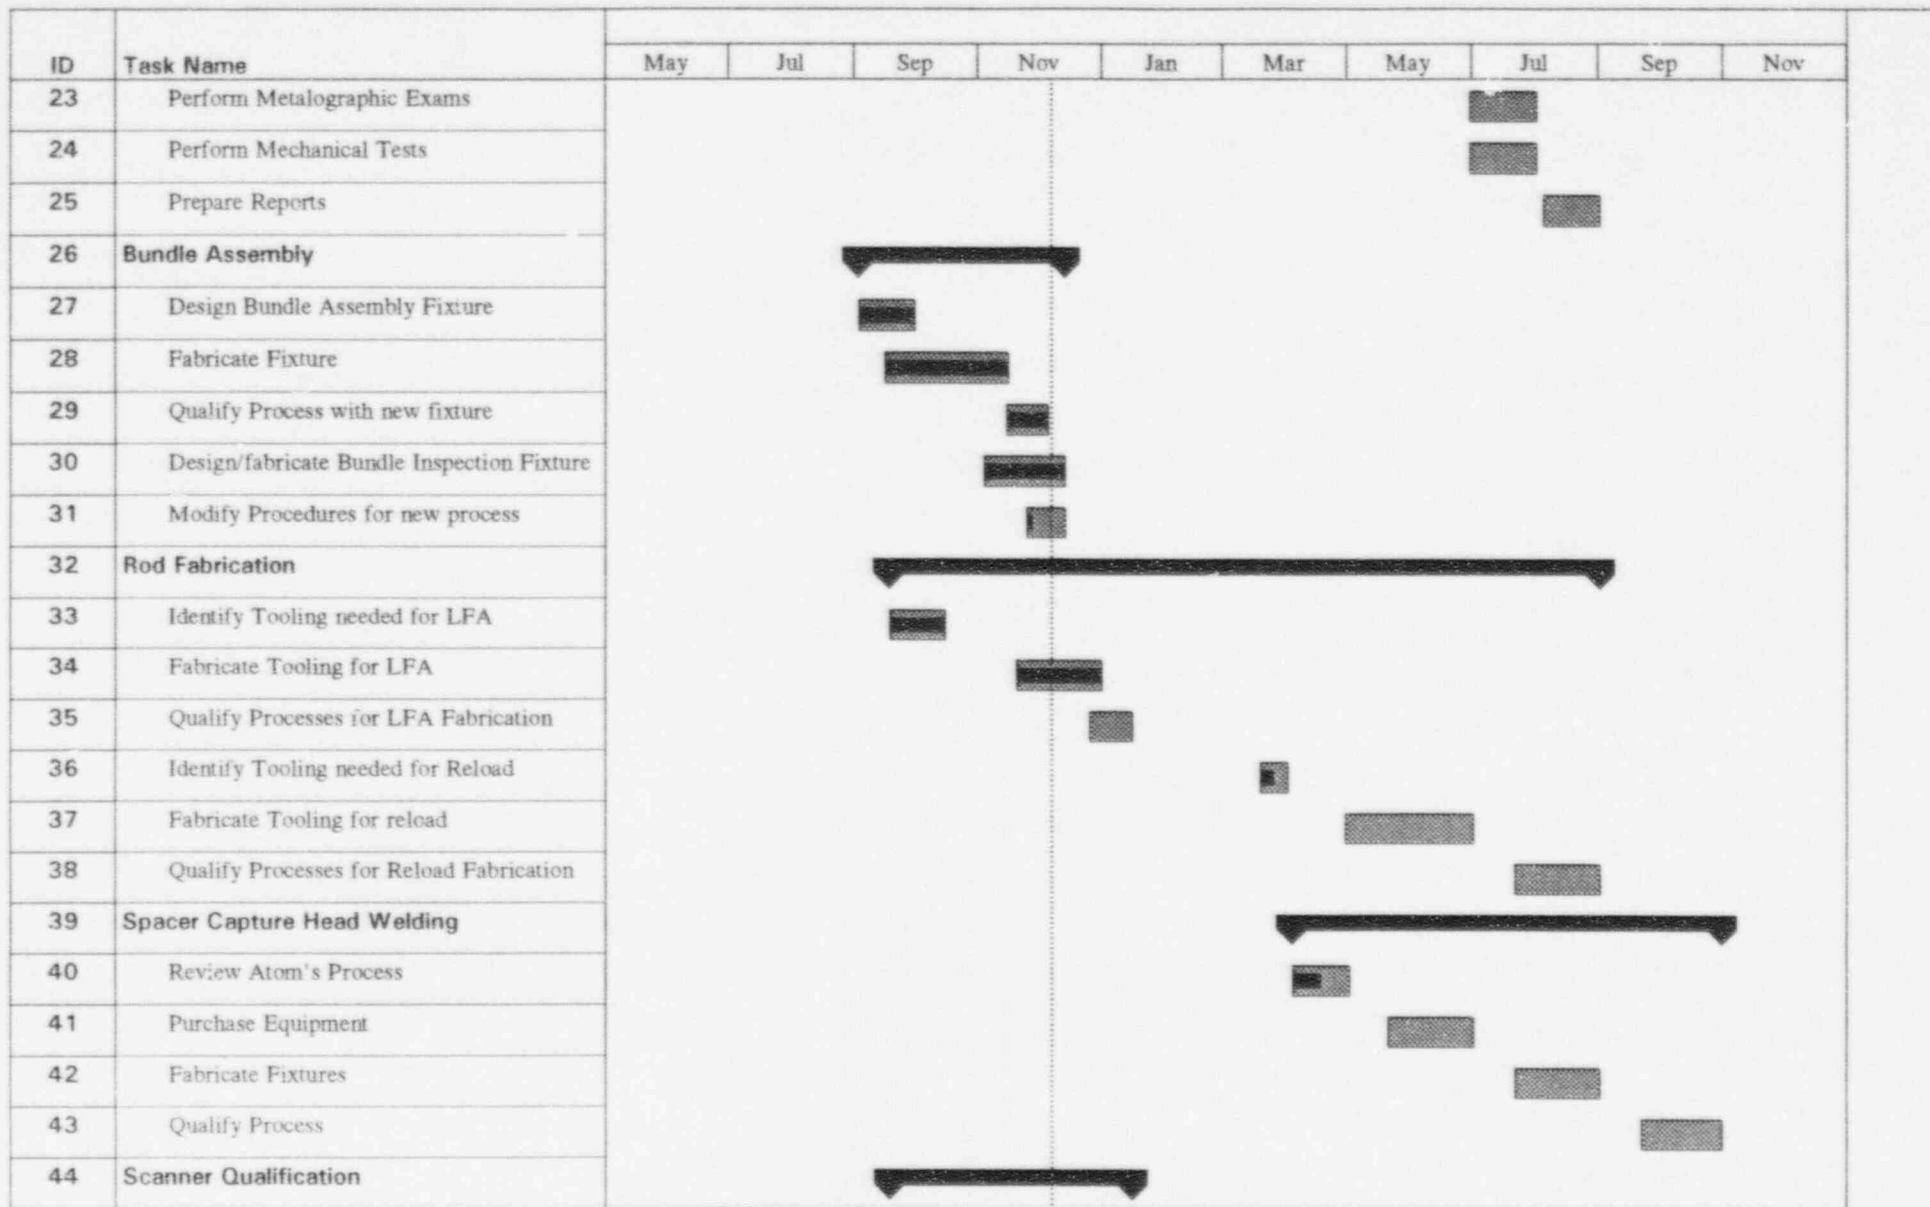 ID Task Name May Jul Sep Nov Jan Mar May Jul Sep Nov
23 Perform Metalographic Exams
24 Perform Mechanical Tests
25 Prepare Reports
26 Bundle Assembly
27 Design Bundle Assembly Fixture
28 Fabricate Fixture
29 Qualify Process with new fixture
30 Design/fabricate Bundle Inspection Fixture
31 Modify Procedures for new process
32 Rod Fabrication
33 Identify Tooling needed for LFA
34 Fabricate Tooling for LFA
35 Qualify Processes for LFA Fabrication
36 Identify Tooling needed for Reload
37 Fabricate Tooling for reload
38 Qualify Processes for Reload Fabrication
39 Spacer Capture Head Welding
40 Review Atom's Process
41 Purchase Equipment
42 Fabricate Fixtures
43 Qualify Process
44 Scanner Qualification